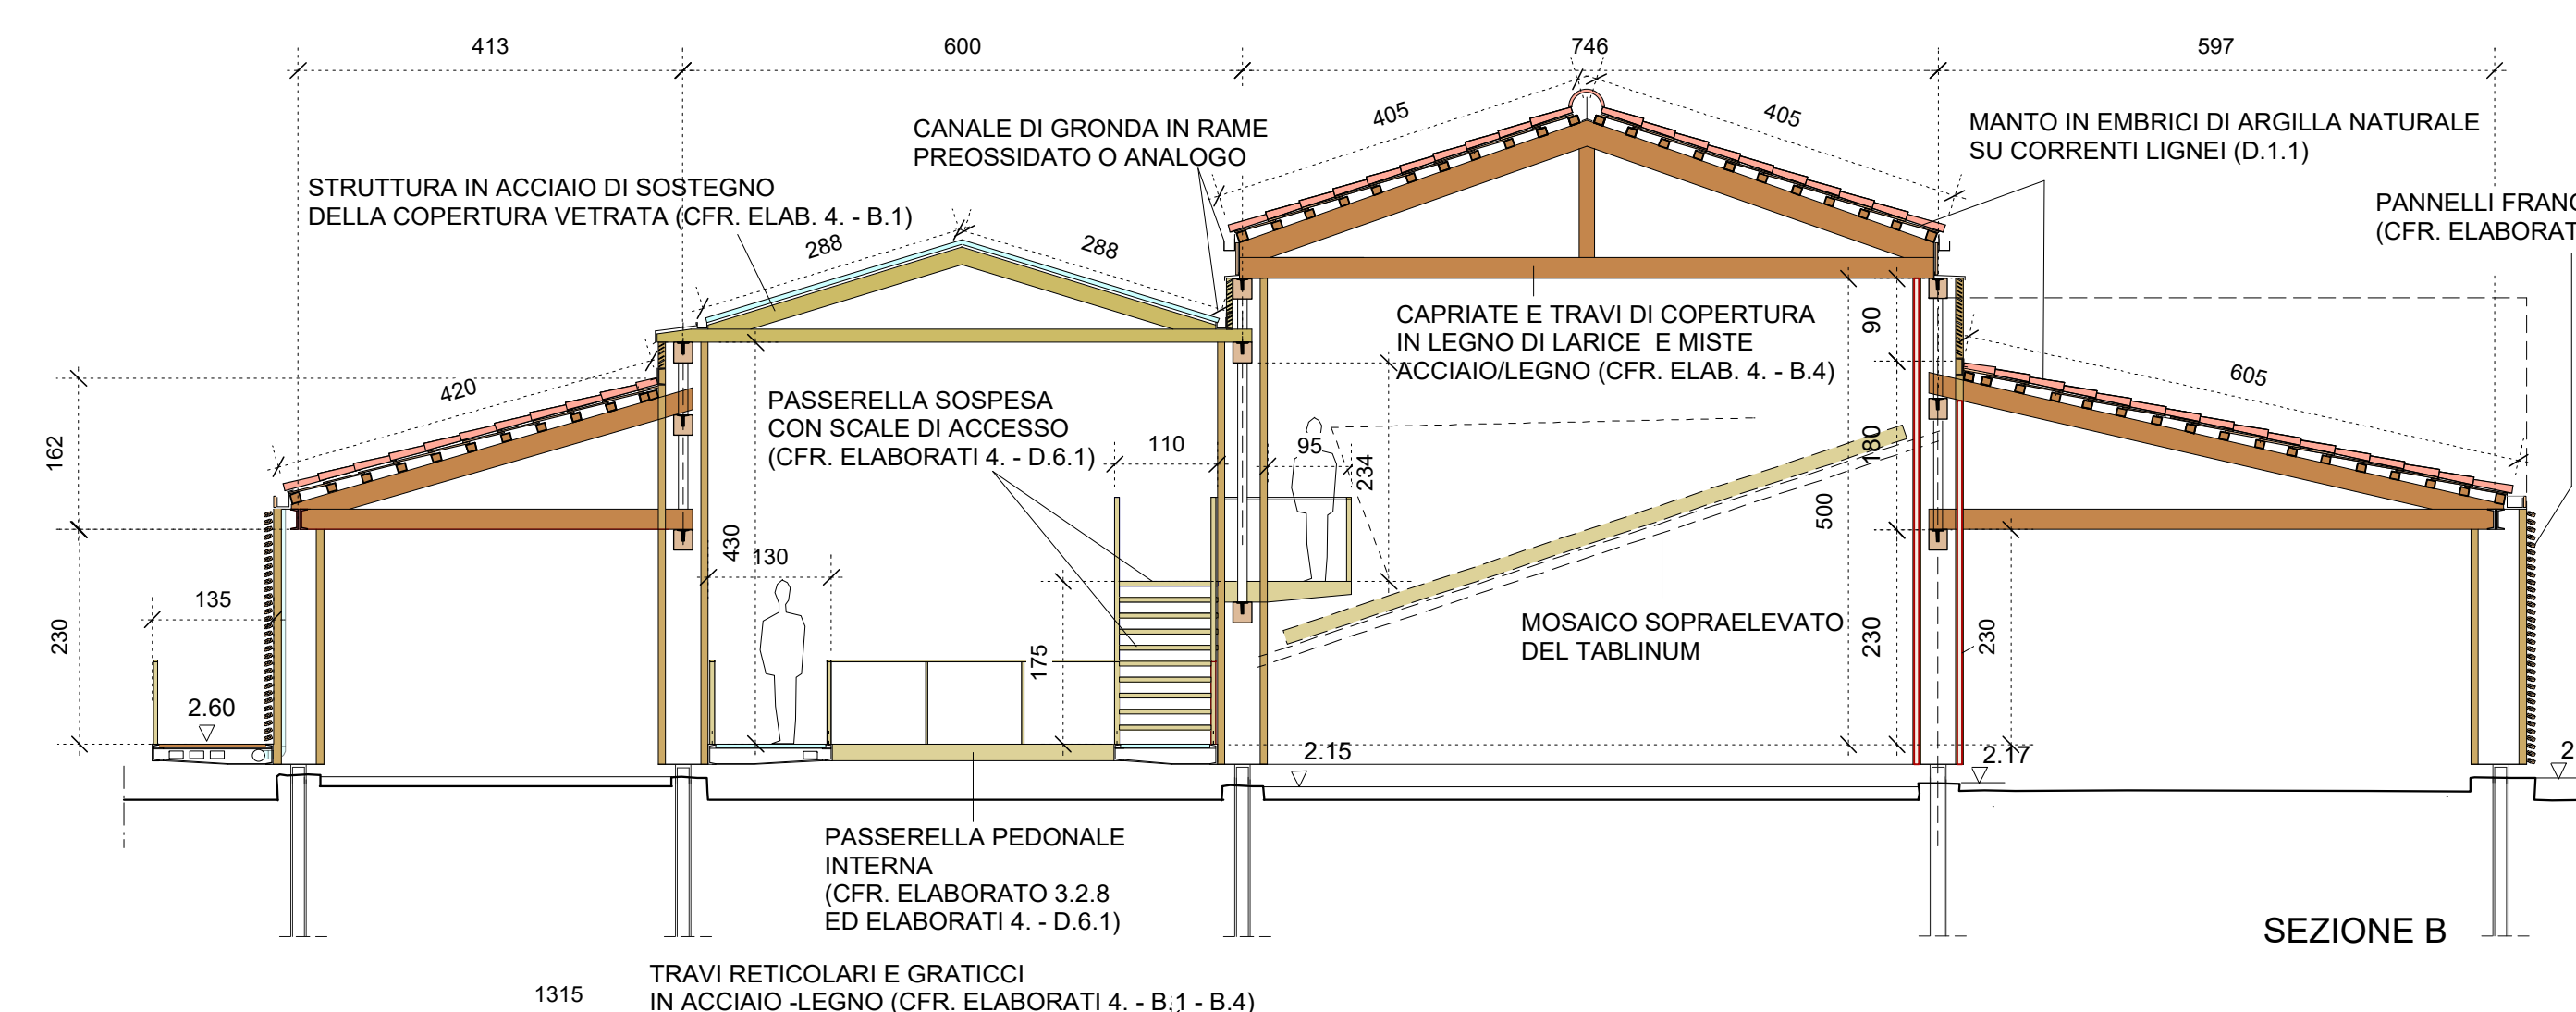 413
600
746
597
405
405
CANALE DI GRONDA IN RAME
PREOSSIDATO O ANALOGO
MANTO IN EMBRICI DI ARGILLA NATURALE
SU CORRENTI LIGNEI (D.1.1)
STRUTTURA IN ACCIAIO DI SOSTEGNO
DELLA COPERTURA VETRATA (CFR. ELAB. 4. - B.1)
PANNELLI
(CFR.
288
288
CAPRIATE E TRAVI DI COPERTURA
IN LEGNO DI LARICE E MISTE
ACCIAIO/LEGNO (CFR. ELAB. 4. - B.4)
90
420
605
PASSERELLA SOSPESA
CON SCALE DI ACCESSO
(CFR. ELABORATI 4. - D.6.1)
110
95
234
180
162
500
430
130
135
230
175
MOSAICO SOPRAELEVATO
DEL TABLINUM
230
230
2.60
2.15
2.17
2
PASSERELLA PEDONALE
INTERNA
(CFR. ELABORATO 3.2.8
ED ELABORATI 4. - D.6.1)
SEZIONE B
TRAVI RETICOLARI E GRATICCI
1315
IN ACCIAIO -LEGNO (CFR. ELABORATI 4. - B.1 - B.4)